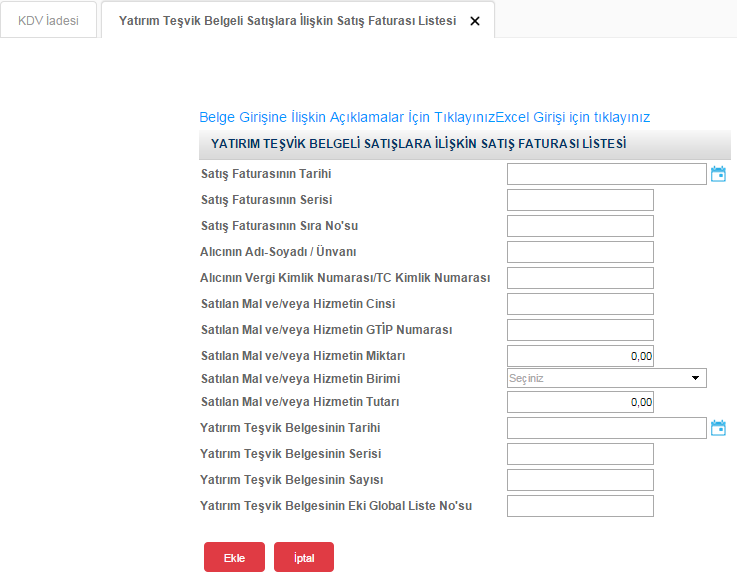 KDV İadesi
Yatırım Teşvik Belgeli Satışlara İlişkin Satış Faturası Listesi
Belge Girişine İlişkin Açıklamalar İçin TıklayınızExcel Girişi için tıklayınız
YATIRIM TEŞVİK BELGELİ SATIŞLARA İLİŞKİN SATIŞ FATURASI LİSTESİ
Satış Faturasının Tarihi
Satış Faturasının Serisi
Satış Faturasının Sıra No'su
Alıcının Adı-Soyadı / Ünvanı
Alıcının Vergi Kimlik Numarası/TC Kimlik Numarası
Satılan Mal ve/veya Hizmetin Cinsi
Satılan Mal ve/veya Hizmetin GTİP Numarası
Satılan Mal ve/veya Hizmetin Miktarı 0,00
Satılan Mal ve/veya Hizmetin Birimi Seçiniz
Satılan Mal ve/veya Hizmetin Tutarı 0,00
Yatırım Teşvik Belgesinin Tarihi
Yatırım Teşvik Belgesinin Serisi
Yatırım Teşvik Belgesinin Sayısı
Yatırım Teşvik Belgesinin Eki Global Liste No'su
Ekle İptal